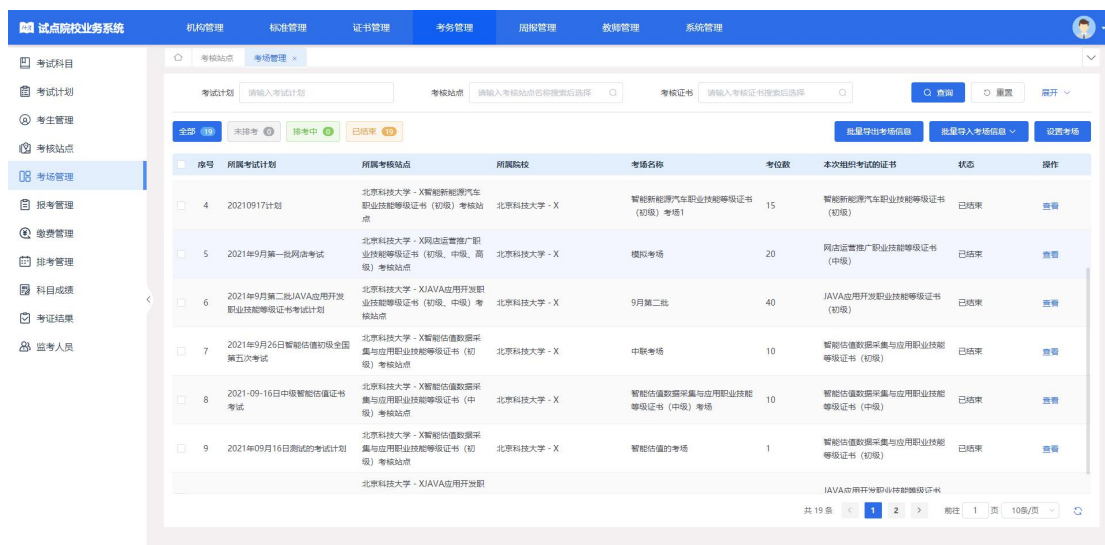 试点院校业务系统
机构管理 标准管理 证书管理 考务管理 周报管理 教师管理 系统管理
考试科目
考试计划
考生管理
考核站点
考场管理
报考管理
缴费管理
排考管理
科目成绩
考证结果
监考人员
考核站点 考场管理 ×
考试计划 请输入考试计划 考核站点 请输入考核站点名称搜索后选择 考核证书 请输入考核证书搜索后选择 查询 重置 展开
全部 19 未排考 0 排考中 0 已结束 19 批量导出考场信息 批量导入考场信息 设置考场
序号 所属考试计划 所属考核站点 所属院校 考场名称 考位数 本次组织考试的证书 状态 操作
北京科技大学 - X智能新能源汽车
4 20210917计划 职业技能等级证书(初级)考核站 北京科技大学 - X 智能新能源汽车职业技能等级证书 15 智能新能源汽车职业技能等级证书 已结束 查看
点 (初级)考场1 (初级)
北京科技大学 - X网店运营推广职
5 2021年9月第一批网店考试 业技能等级证书(初级、中级、高 北京科技大学 - X 模拟考场 20 网店运营推广职业技能等级证书 已结束 查看
级)考核站点 (中级)
北京科技大学 - XJAVA应用开发职
6 2021年9月第二批JAVA应用开发 业技能等级证书(初级、中级)考 北京科技大学 - X 9月第二批 40 JAVA应用开发职业技能等级证书 已结束 查看
职业技能等级证书考试计划 核站点 (初级)
北京科技大学 - X智能估值数据采
7 2021年9月26日智能估值初级全国 集与应用职业技能等级证书(初 北京科技大学 - X 中联考场 10 智能估值数据采集与应用职业技能 已结束 查看
第五次考试 级)考核站点 等级证书(初级)
北京科技大学 - X智能估值数据采
8 2021-09-16日中级智能估值证书 集与应用职业技能等级证书(中 北京科技大学 - X 智能估值数据采集与应用职业技能 10 智能估值数据采集与应用职业技能 已结束 查看
考试 级)考核站点 等级证书(中级)考场 等级证书(中级)
北京科技大学 - X智能估值数据采
9 2021年09月16日测试的考试计划 集与应用职业技能等级证书(初 北京科技大学 - X 智能估值的考场 1 智能估值数据采集与应用职业技能 已结束 查看
级)考核站点 等级证书(初级)
北京科技大学 - XJAVA应用开发职
JAVA应用开发职业技能等级证书
共 19 条 < 1 2 > 前往 1 页 10条/页